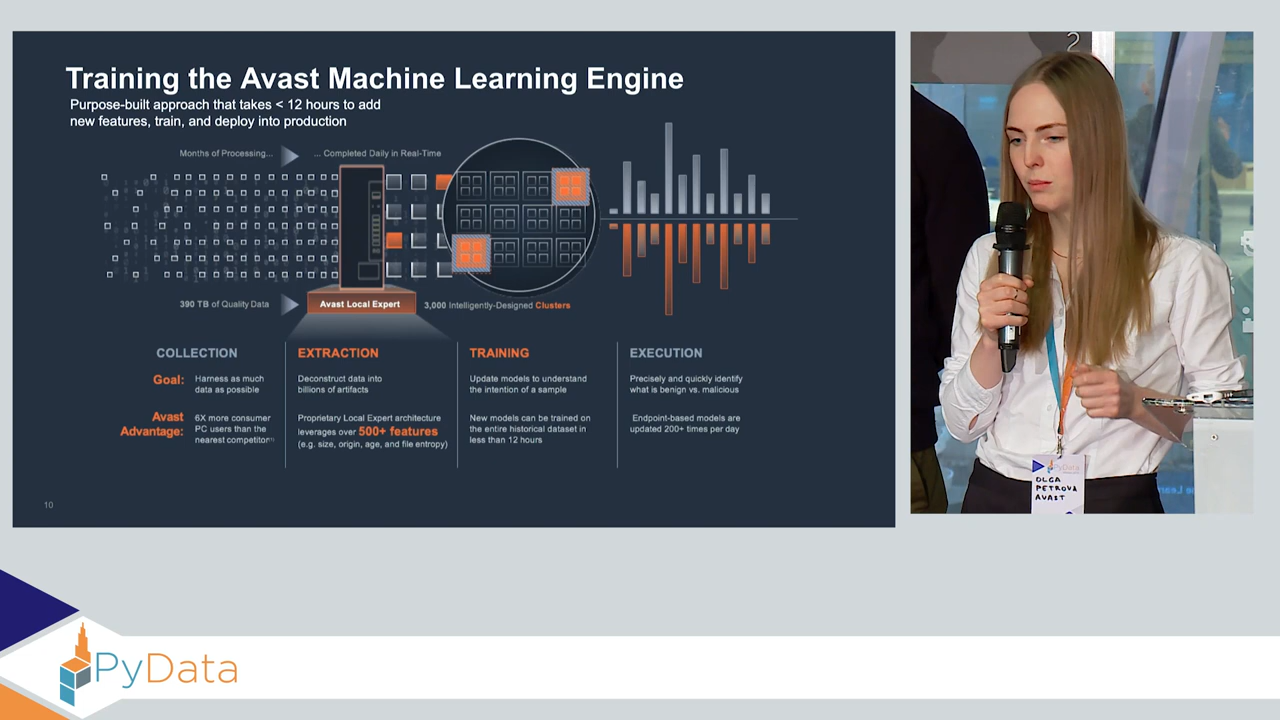 Training the Avast Machine Learning Engine
Purpose-built approach that takes < 12 hours to add
new features, train, and deploy into production
Months of Processing...
... Completed Daily in Real-Time
390 TB of Quality Data
Avast Local Expert
3,000 Intelligently-Designed Clusters
COLLECTION
EXTRACTION
TRAINING
EXECUTION
Goal:
Harness as much
data as possible
Deconstruct data into
billions of artifacts
Update models to understand
the intention of a sample
Precisely and quickly identify
what is benign vs. malicious
Avast
Advantage:
6X more consumer
PC users than the
nearest competitor
Proprietary Local Expert architecture
leverages over 500+ features
(e.g. size, origin, age, and file entropy)
New models can be trained on
the entire historical dataset in
less than 12 hours
Endpoint-based models are
updated 200+ times per day
10
2
PyData
OLGA
PETROVA
AVAST
PyData